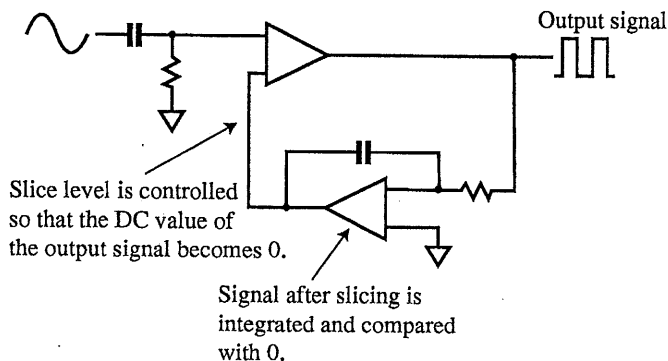 Output signal
Slice level is controlled
so that the DC value of
the output signal becomes 0.
Signal after slicing is
integrated and compared
with 0.